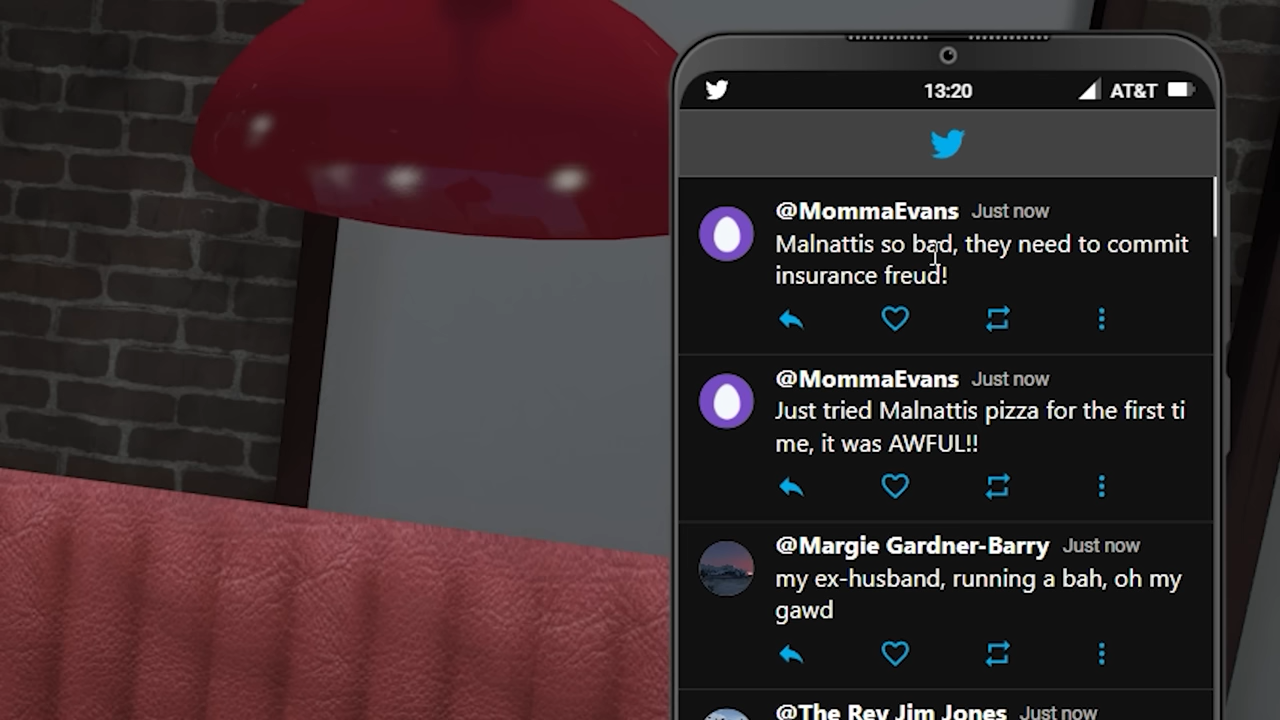 13:20 AT&T
@MommaEvans Just now
Malnattis so bad, they need to commit
insurance freud!
@MommaEvans Just now
Just tried Malnattis pizza for the first ti
me, it was AWFUL!!
@Margie Gardner-Barry Just now
my ex-husband, running a bah, oh my
gawd
@The Rev Jim Jones Just now